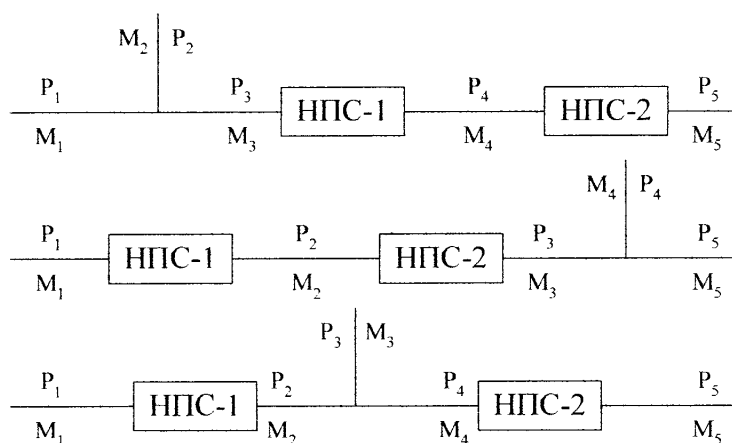 M₂ P₂
P₁ P₃ НПС-1 P₄ НПС-2 P₅
M₁ M₃ M₄ M₅
M₄ P₄
P₁ НПС-1 P₂ НПС-2 P₃ P₅
M₁ M₂ M₃ M₅
P₃ M₃
P₁ НПС-1 P₂ P₄ НПС-2 P₅
M₁ M₂ M₄ M₅